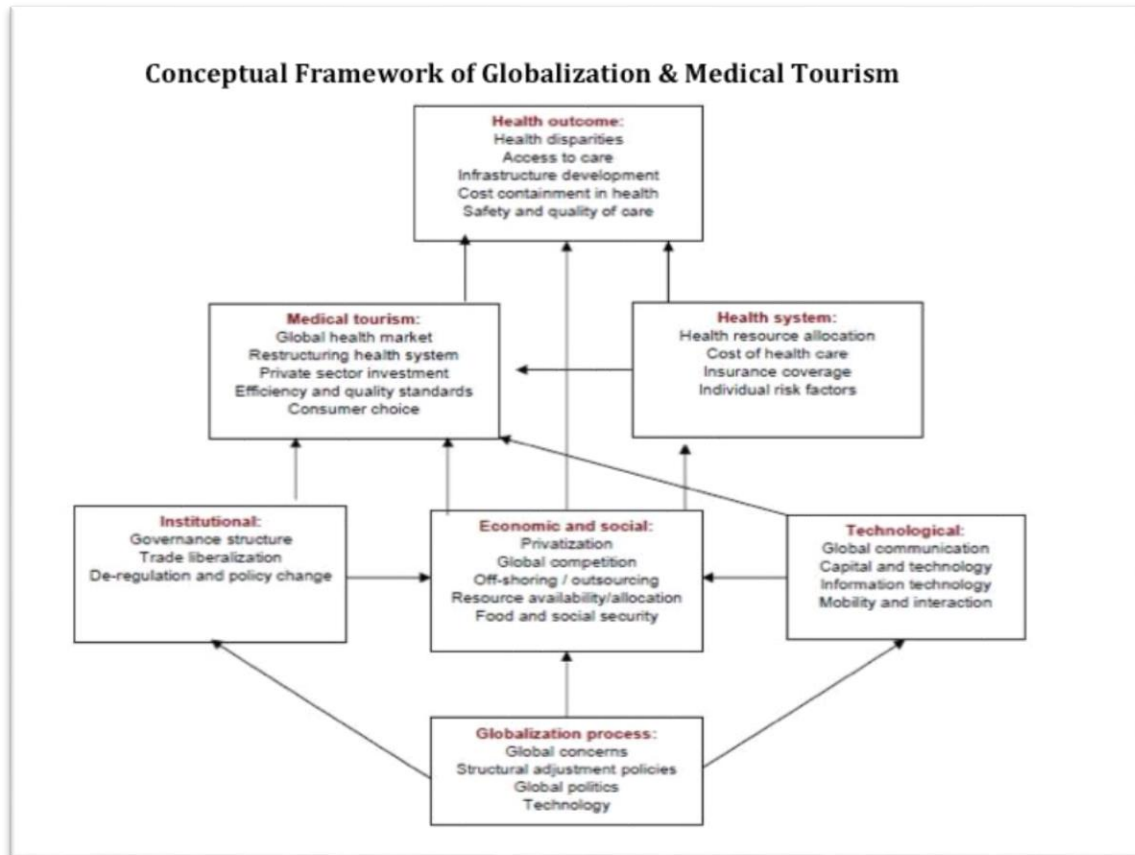 Conceptual Framework of Globalization & Medical Tourism
Health outcome:
Health disparities
Access to care
Infrastructure development
Cost containment in health
Safety and quality of care
Medical tourism:
Global health market
Restructuring health system
Private sector investment
Efficiency and quality standards
Consumer choice
Health system:
Health resource allocation
Cost of health care
Insurance coverage
Individual risk factors
Institutional:
Governance structure
Trade liberalization
De-regulation and policy change
Economic and social:
Privatization
Global competition
Off-shoring / outsourcing
Resource availability/allocation
Food and social security
Technological:
Global communication
Capital and technology
Information technology
Mobility and interaction
Globalization process:
Global concerns
Structural adjustment policies
Global politics
Technology